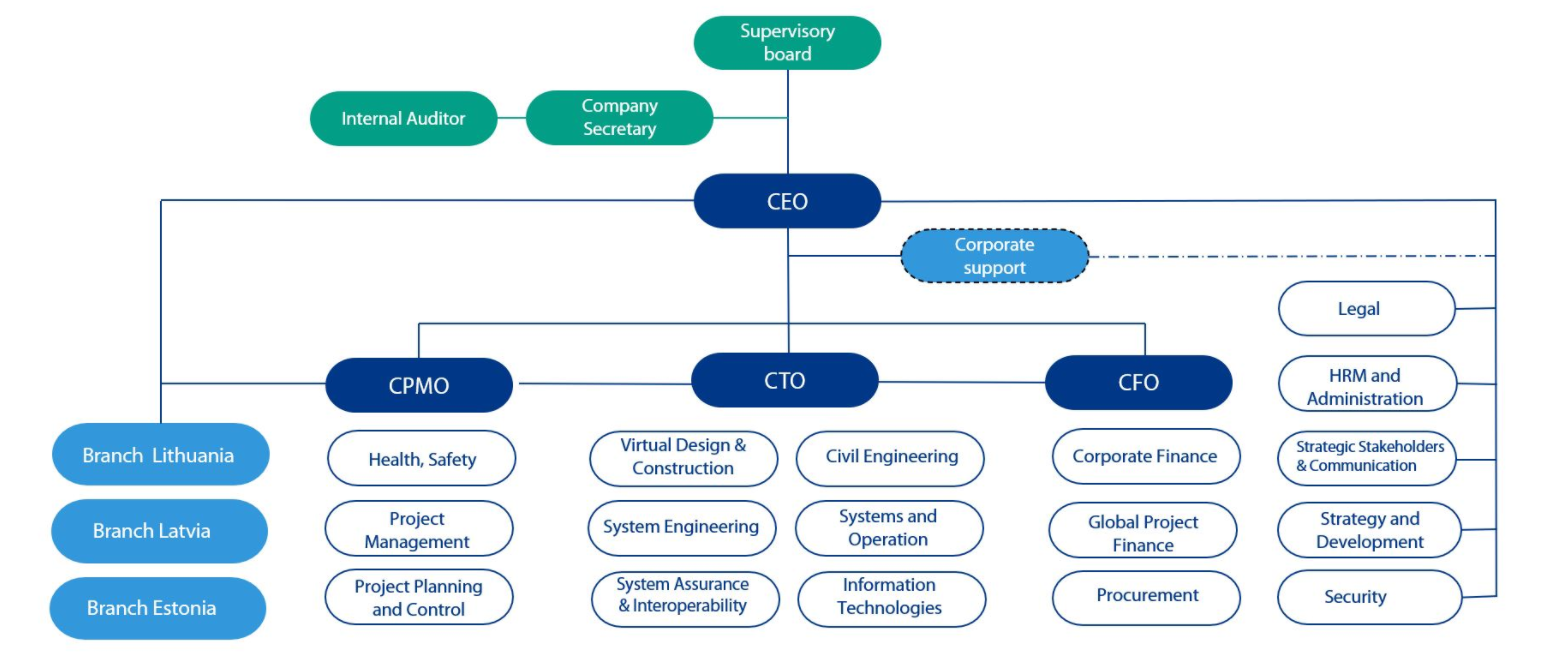 Supervisory
board
Internal Auditor
Company
Secretary
CEO
Corporate
support
Legal
CPMO
CTO
CFO
HRM and
Administration
Branch Lithuania
Health, Safety
Virtual Design &
Construction
Civil Engineering
Corporate Finance
Strategic Stakeholders
& Communication
Branch Latvia
Project
Management
System Engineering
Systems and
Operation
Global Project
Finance
Strategy and
Development
Branch Estonia
Project Planning
and Control
System Assurance
& Interoperability
Information
Technologies
Procurement
Security